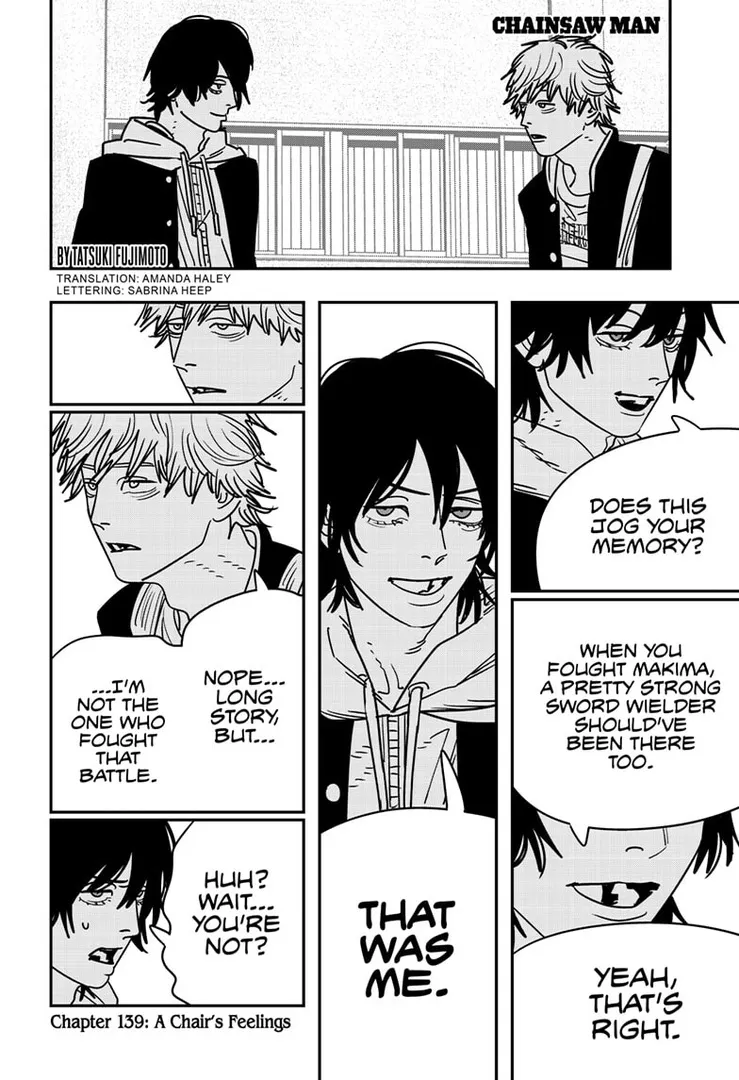 CHAINSAW MAN
BY TATSUKI FUJIMOTO
TRANSLATION: AMANDA HALEY
LETTERING: SABRINA HEEP
DOES THIS
JOG YOUR
MEMORY?
WHEN YOU
FOUGHT MAKIMA,
A PRETTY STRONG
SWORD WIELDER
SHOULD'VE
BEEN THERE
TOO.
YEAH,
THAT'S
RIGHT.
THAT
WAS
ME.
NOPE...
LONG
STORY,
BUT...
...I'M
NOT THE
ONE WHO
FOUGHT
THAT
BATTLE.
HUH?
WAIT...
YOU'RE
NOT?
Chapter 139: A Chair's Feelings